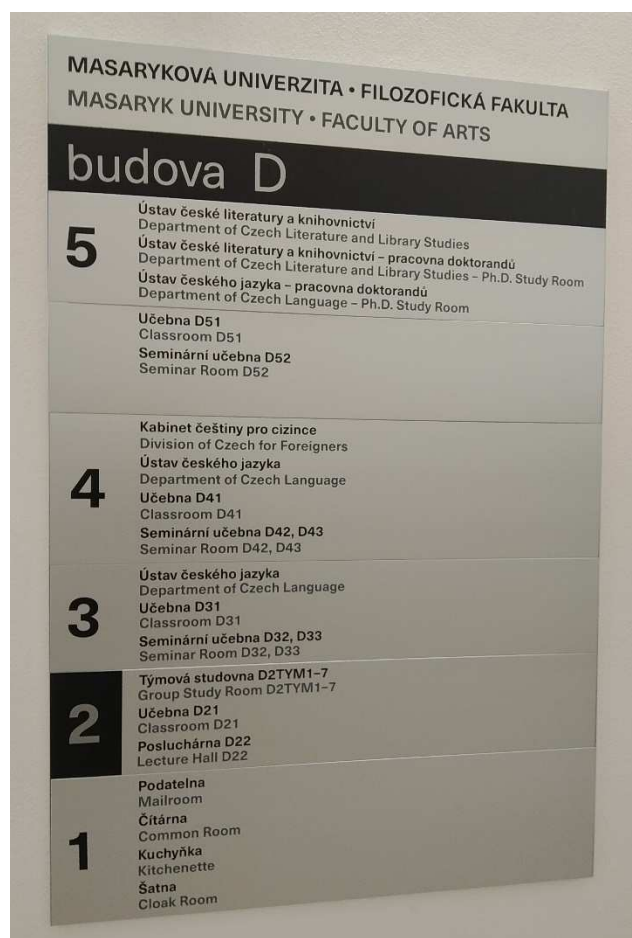 MASARYKOVÁ UNIVERZITA • FILOZOFICKÁ FAKULTA
MASARYK UNIVERSITY • FACULTY OF ARTS
budova D
5
Ústav české literatury a knihovnictví
Department of Czech Literature and Library Studies
Ústav české literatury a knihovnictví – pracovna doktorandů
Department of Czech Literature and Library Studies – Ph.D. Study Room
Ústav českého jazyka – pracovna doktorandů
Department of Czech Language – Ph.D. Study Room
Učebna D51
Classroom D51
Seminární učebna D52
Seminar Room D52
4
Kabinet češtiny pro cizince
Division of Czech for Foreigners
Ústav českého jazyka
Department of Czech Language
Učebna D41
Classroom D41
Seminární učebna D42, D43
Seminar Room D42, D43
3
Ústav českého jazyka
Department of Czech Language
Učebna D31
Classroom D31
Seminární učebna D32, D33
Seminar Room D32, D33
2
Týmová studovna D2TYM1–7
Group Study Room D2TYM1–7
Učebna D21
Classroom D21
Posluchárna D22
Lecture Hall D22
1
Podatelna
Mailroom
Čítárna
Common Room
Kuchyňka
Kitchenette
Šatna
Cloak Room